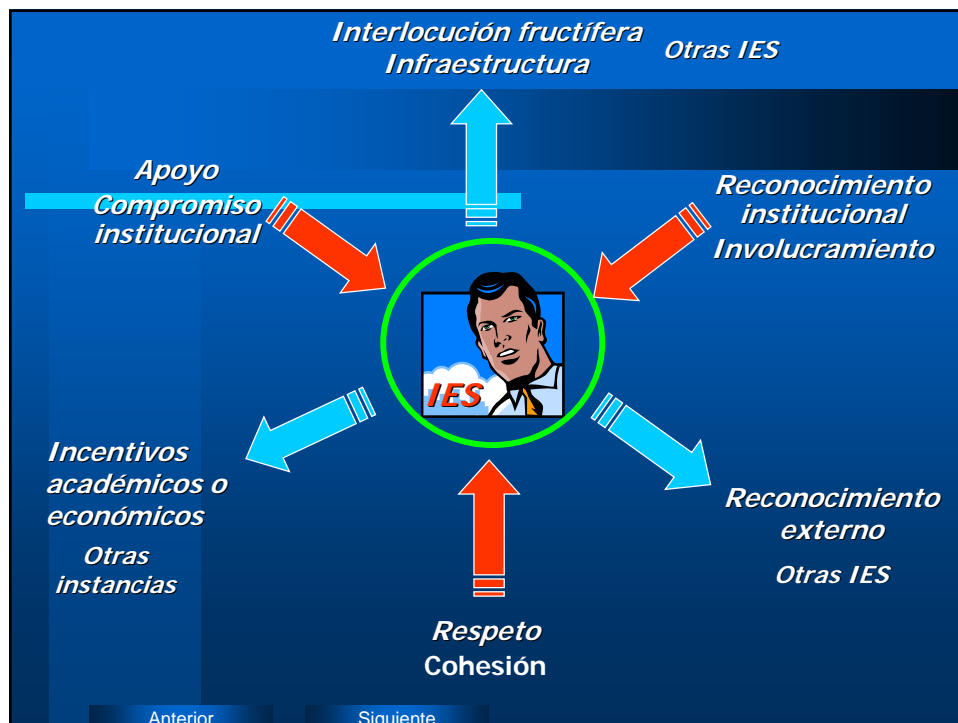 Interlocución fructífera
Infraestructura
Otras IES
Apoyo
Compromiso
institucional
Reconocimiento
institucional
Involucramiento
IES
Incentivos
académicos o
económicos
Otras
instancias
Reconocimiento
externo
Otras IES
Respeto
Cohesión
Anterior
Siguiente